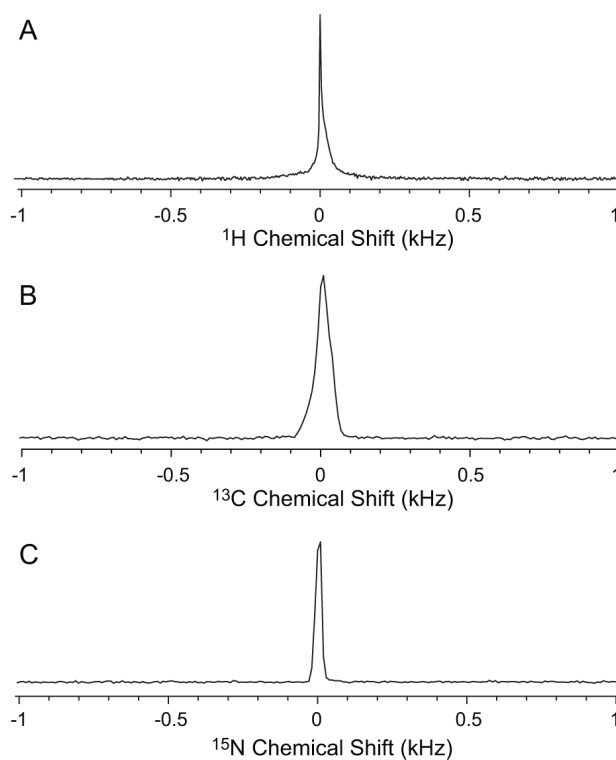 A
-1 -0.5 0 0.5 1
¹H Chemical Shift (kHz)
B
-1 -0.5 0 0.5 1
¹³C Chemical Shift (kHz)
C
-1 -0.5 0 0.5 1
¹⁵N Chemical Shift (kHz)